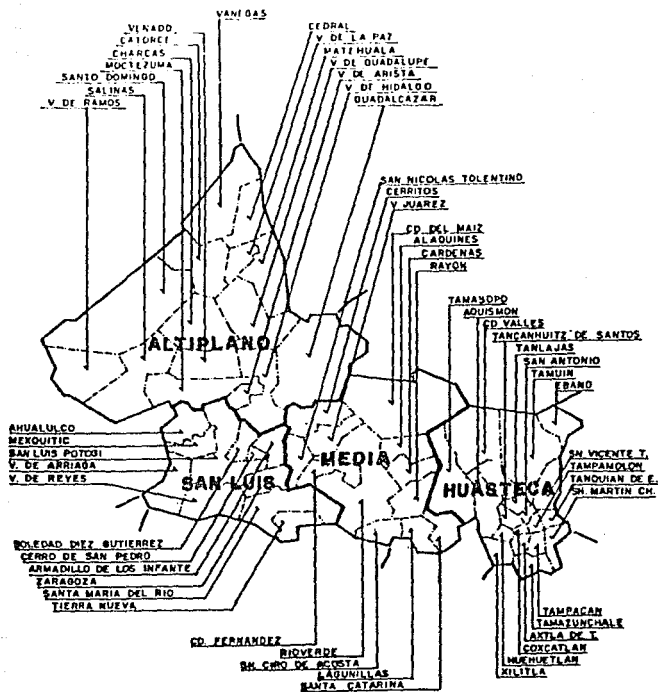 VANEGAS
VENADO
CATORCE
CHARCAS
MOCTEZUMA
SANTO DOMINGO
SALINAS
V. DE RAMOS
CEDRAL
V. DE LA PAZ
MATEHUALA
V. DE GUADALUPE
V. DE ARISTA
V. DE HIDALGO
GUADALCAZAR
SAN NICOLAS TOLENTINO
CERRITOS
V. JUAREZ
CD. DEL MAIZ
ALAQUINES
CARDENAS
RAYON
TAMASOPO
AQUISMON
CD. VALLES
TANCANHUITZ DE SANTOS
TANLAJAS
SAN ANTONIO
TAMUIN
EBANO
ALTIPLANO
AHUALULCO
MEXQUITIC
SAN LUIS POTOSI
V. DE ARRIAGA
V. DE REYES
SAN LUIS
MEDIA
HUASTECA
SN. VICENTE T.
TAMPAMOLON
TANQUIAN DE E.
SN. MARTIN CH.
SOLEDAD DIEZ GUTIERREZ
CERRO DE SAN PEDRO
ARMADILLO DE LOS INFANTE
ZARAGOZA
SANTA MARIA DEL RIO
TIERRA NUEVA
CD. FERNANDEZ
RIOVERDE
SN. CIRO DE ACOSTA
LAGUNILLAS
SANTA CATARINA
TAMPACAN
TAMAZUNCHALE
AXTLA DE T.
COXCATLAN
HUEHUETLAN
XILITLA